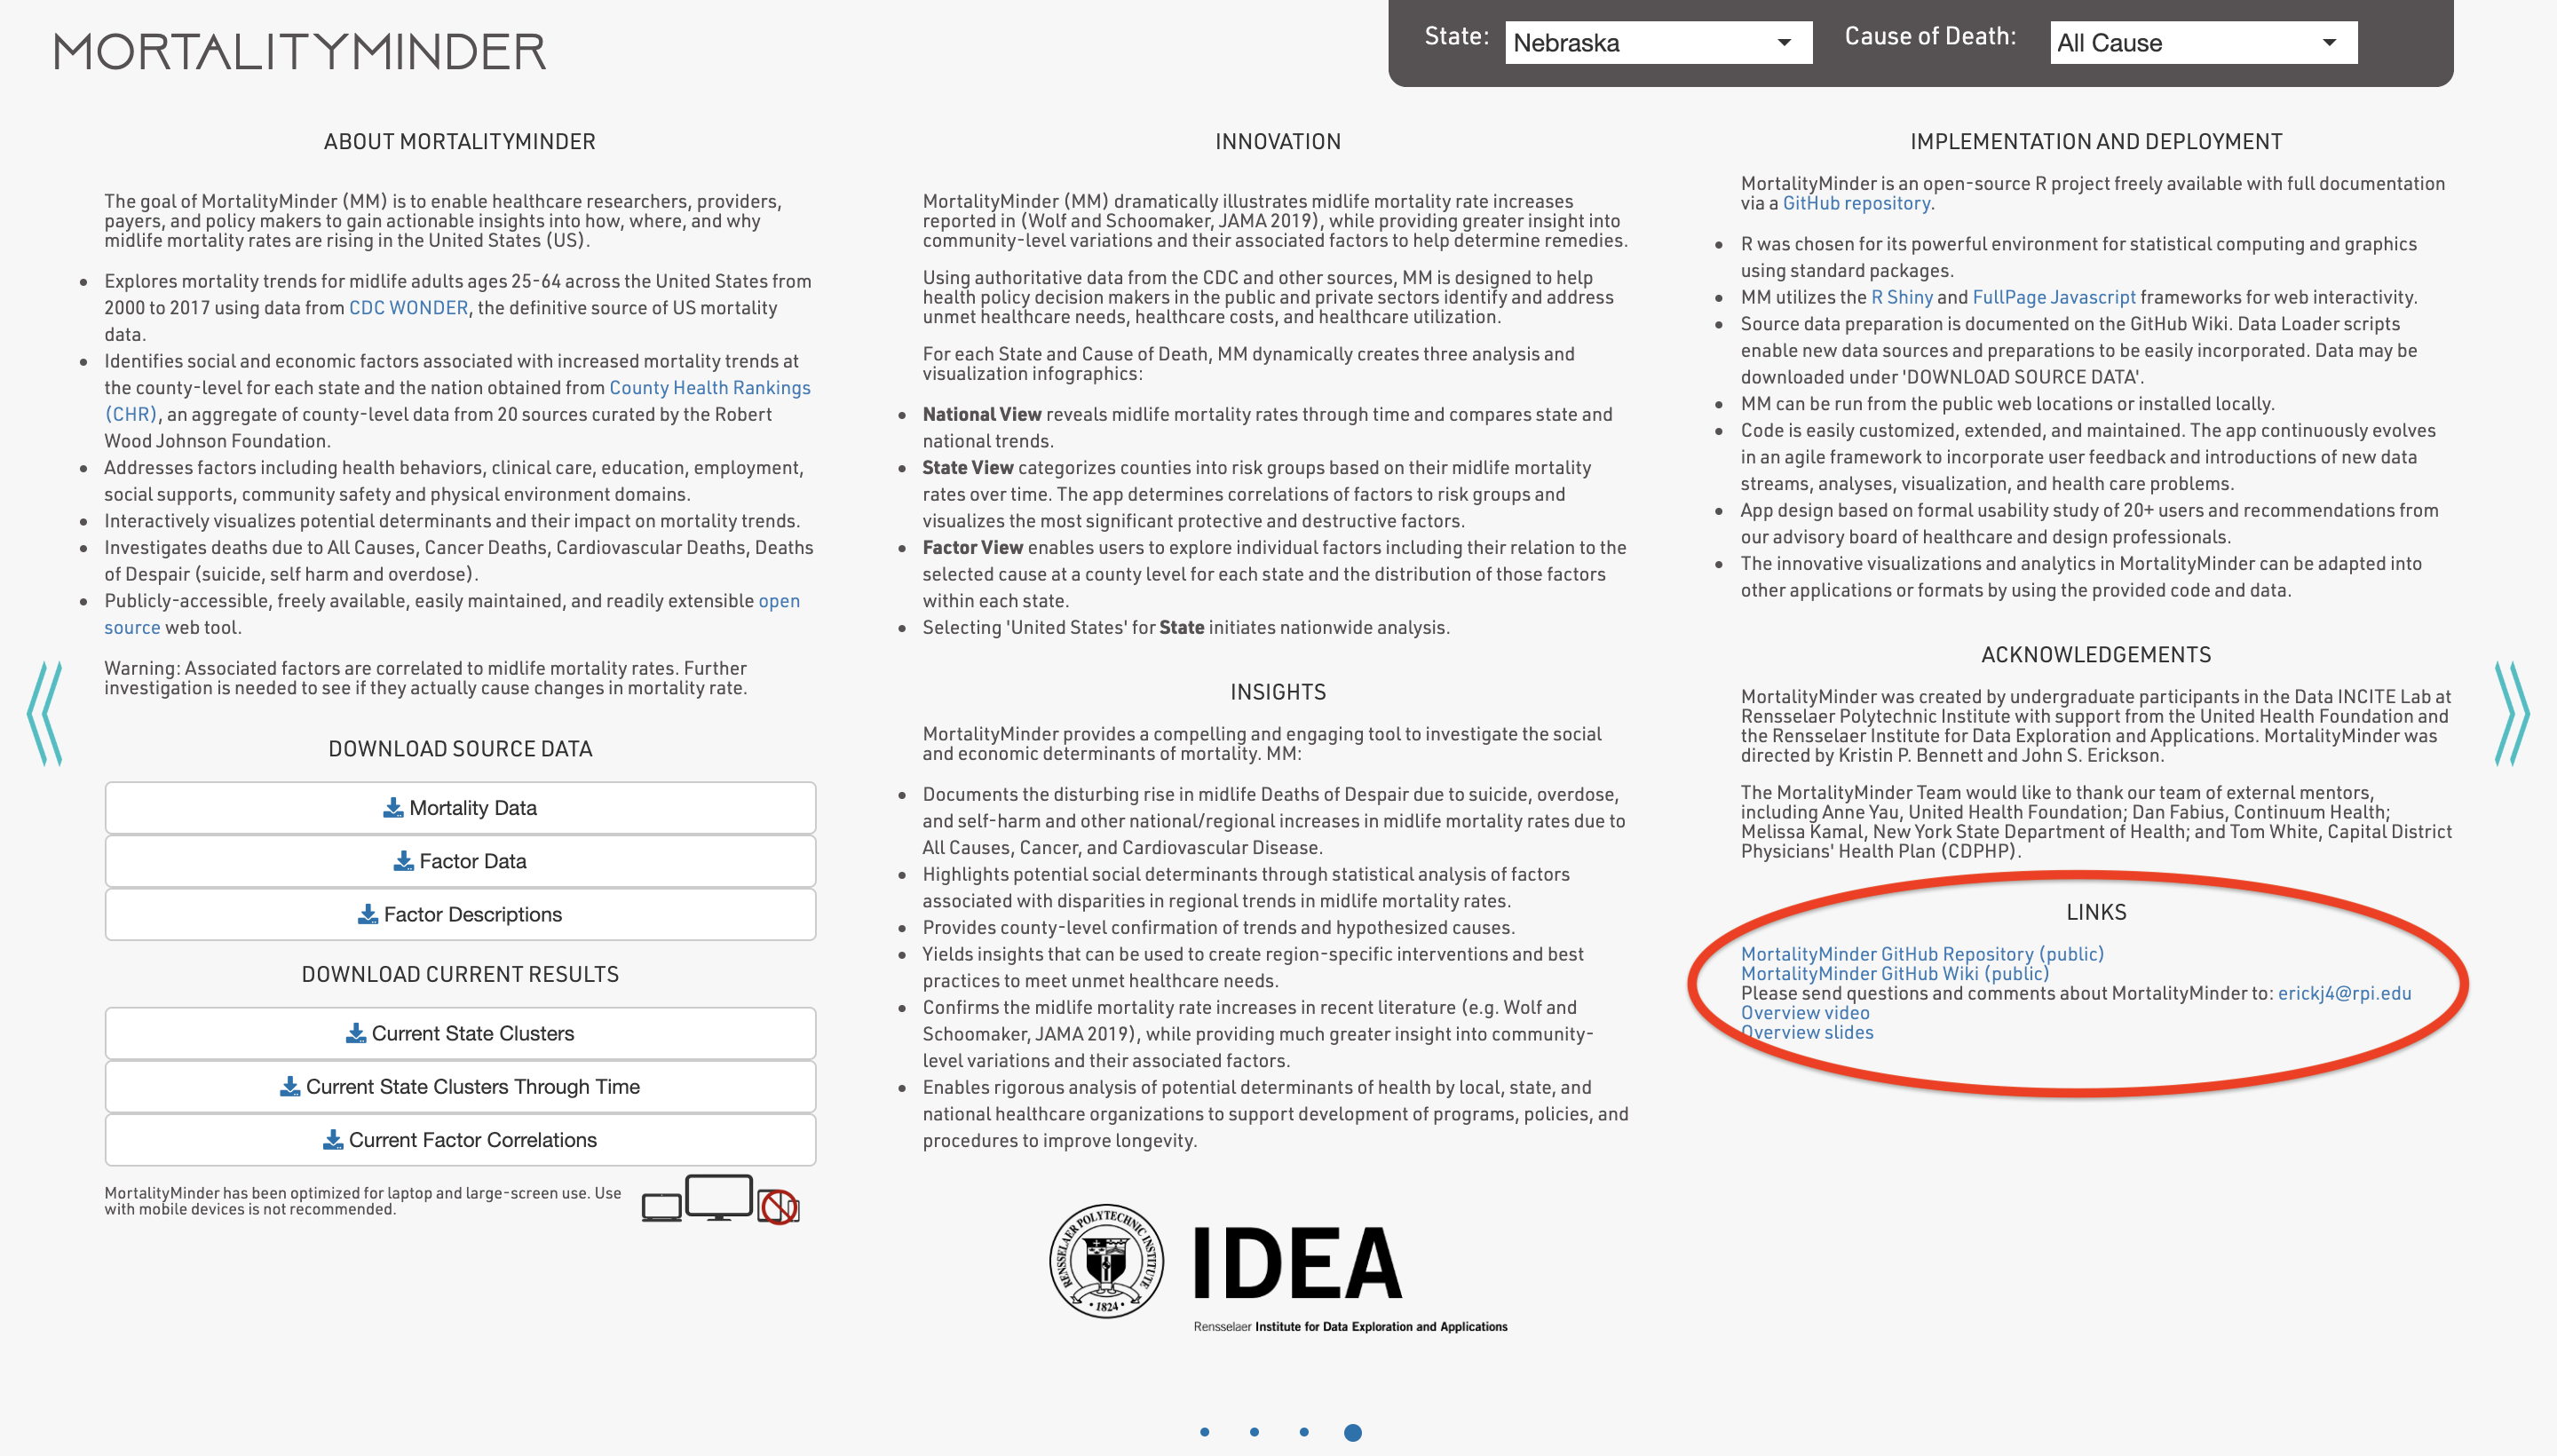 MORTALITYMINDER
State:
Nebraska
Cause of Death:
All Cause
ABOUT MORTALITYMINDER
The goal of MortalityMinder (MM) is to enable healthcare researchers, providers,
payers, and policy makers to gain actionable insights into how, where, and why
midlife mortality rates are rising in the United States (US).
• Explores mortality trends for midlife adults ages 25-64 across the United States from
2000 to 2017 using data from CDC WONDER, the definitive source of US mortality
data.
• Identifies social and economic factors associated with increased mortality trends at
the county-level for each state and the nation obtained from County Health Rankings
(CHR), an aggregate of county-level data from 20 sources curated by the Robert
Wood Johnson Foundation.
• Addresses factors including health behaviors, clinical care, education, employment,
social supports, community safety and physical environment domains.
• Interactively visualizes potential determinants and their impact on mortality trends.
• Investigates deaths due to All Causes, Cancer Deaths, Cardiovascular Deaths, Deaths
of Despair (suicide, self harm and overdose).
• Publicly-accessible, freely available, easily maintained, and readily extensible open
source web tool.
Warning: Associated factors are correlated to midlife mortality rates. Further
investigation is needed to see if they actually cause changes in mortality rate.
DOWNLOAD SOURCE DATA
Mortality Data
Factor Data
Factor Descriptions
DOWNLOAD CURRENT RESULTS
Current State Clusters
Current State Clusters Through Time
Current Factor Correlations
MortalityMinder has been optimized for laptop and large-screen use. Use
with mobile devices is not recommended.
INNOVATION
MortalityMinder (MM) dramatically illustrates midlife mortality rate increases
reported in (Wolf and Schoomaker, JAMA 2019), while providing greater insight into
community-level variations and their associated factors to help determine remedies.
Using authoritative data from the CDC and other sources, MM is designed to help
health policy decision makers in the public and private sectors identify and address
unmet healthcare needs, healthcare costs, and healthcare utilization.
For each State and Cause of Death, MM dynamically creates three analysis and
visualization infographics:
• National View reveals midlife mortality rates through time and compares state and
national trends.
• State View categorizes counties into risk groups based on their midlife mortality
rates over time. The app determines correlations of factors to risk groups and
visualizes the most significant protective and destructive factors.
• Factor View enables users to explore individual factors including their relation to the
selected cause at a county level for each state and the distribution of those factors
within each state.
• Selecting 'United States' for State initiates nationwide analysis.
INSIGHTS
MortalityMinder provides a compelling and engaging tool to investigate the social
and economic determinants of mortality. MM:
• Documents the disturbing rise in midlife Deaths of Despair due to suicide, overdose,
and self-harm and other national/regional increases in midlife mortality rates due to
All Causes, Cancer, and Cardiovascular Disease.
• Highlights potential social determinants through statistical analysis of factors
associated with disparities in regional trends in midlife mortality rates.
• Provides county-level confirmation of trends and hypothesized causes.
• Yields insights that can be used to create region-specific interventions and best
practices to meet unmet healthcare needs.
• Confirms the midlife mortality rate increases in recent literature (e.g. Wolf and
Schoomaker, JAMA 2019), while providing much greater insight into community-
level variations and their associated factors.
• Enables rigorous analysis of potential determinants of health by local, state, and
national healthcare organizations to support development of programs, policies, and
procedures to improve longevity.
RENSSELAER POLYTECHNIC INSTITUTE
• 1824 •
IDEA
Rensselaer Institute for Data Exploration and Applications
IMPLEMENTATION AND DEPLOYMENT
MortalityMinder is an open-source R project freely available with full documentation
via a GitHub repository.
• R was chosen for its powerful environment for statistical computing and graphics
using standard packages.
• MM utilizes the R Shiny and FullPage Javascript frameworks for web interactivity.
• Source data preparation is documented on the GitHub Wiki. Data Loader scripts
enable new data sources and preparations to be easily incorporated. Data may be
downloaded under 'DOWNLOAD SOURCE DATA'.
• MM can be run from the public web locations or installed locally.
• Code is easily customized, extended, and maintained. The app continuously evolves
in an agile framework to incorporate user feedback and introductions of new data
streams, analyses, visualization, and health care problems.
• App design based on formal usability study of 20+ users and recommendations from
our advisory board of healthcare and design professionals.
• The innovative visualizations and analytics in MortalityMinder can be adapted into
other applications or formats by using the provided code and data.
ACKNOWLEDGEMENTS
MortalityMinder was created by undergraduate participants in the Data INCITE Lab at
Rensselaer Polytechnic Institute with support from the United Health Foundation and
the Rensselaer Institute for Data Exploration and Applications. MortalityMinder was
directed by Kristin P. Bennett and John S. Erickson.
The MortalityMinder Team would like to thank our team of external mentors,
including Anne Yau, United Health Foundation; Dan Fabius, Continuum Health;
Melissa Kamal, New York State Department of Health; and Tom White, Capital District
Physicians' Health Plan (CDPHP).
LINKS
MortalityMinder GitHub Repository (public)
MortalityMinder GitHub Wiki (public)
Please send questions and comments about MortalityMinder to: erickj4@rpi.edu
Overview video
Overview slides